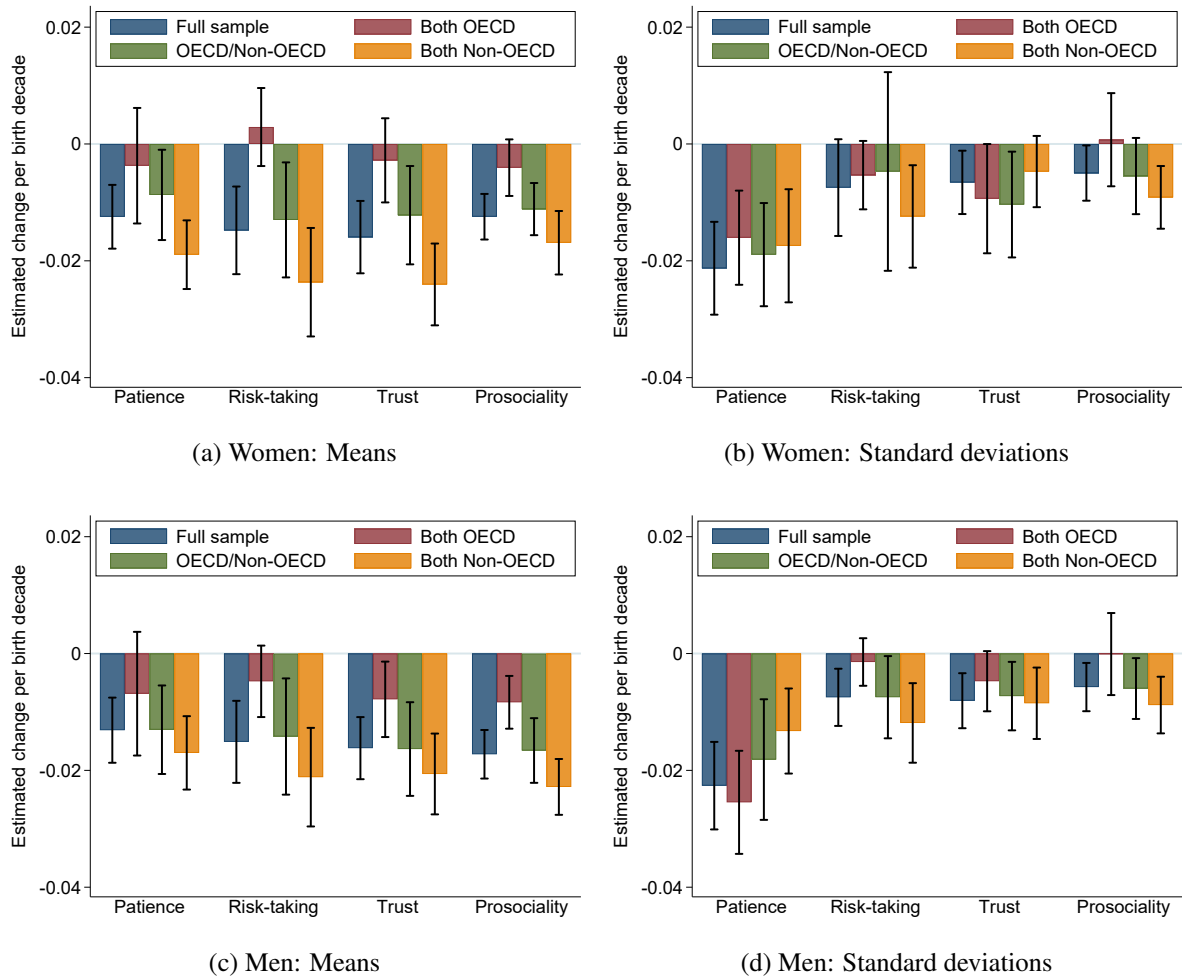 Full sample Both OECD
OECD/Non-OECD Both Non-OECD
Estimated change per birth decade
0.02
0
-0.02
-0.04
Patience Risk-taking Trust Prosociality
(a) Women: Means
Full sample Both OECD
OECD/Non-OECD Both Non-OECD
Estimated change per birth decade
0.02
0
-0.02
-0.04
Patience Risk-taking Trust Prosociality
(b) Women: Standard deviations
Full sample Both OECD
OECD/Non-OECD Both Non-OECD
Estimated change per birth decade
0.02
0
-0.02
-0.04
Patience Risk-taking Trust Prosociality
(c) Men: Means
Full sample Both OECD
OECD/Non-OECD Both Non-OECD
Estimated change per birth decade
0.02
0
-0.02
-0.04
Patience Risk-taking Trust Prosociality
(d) Men: Standard deviations